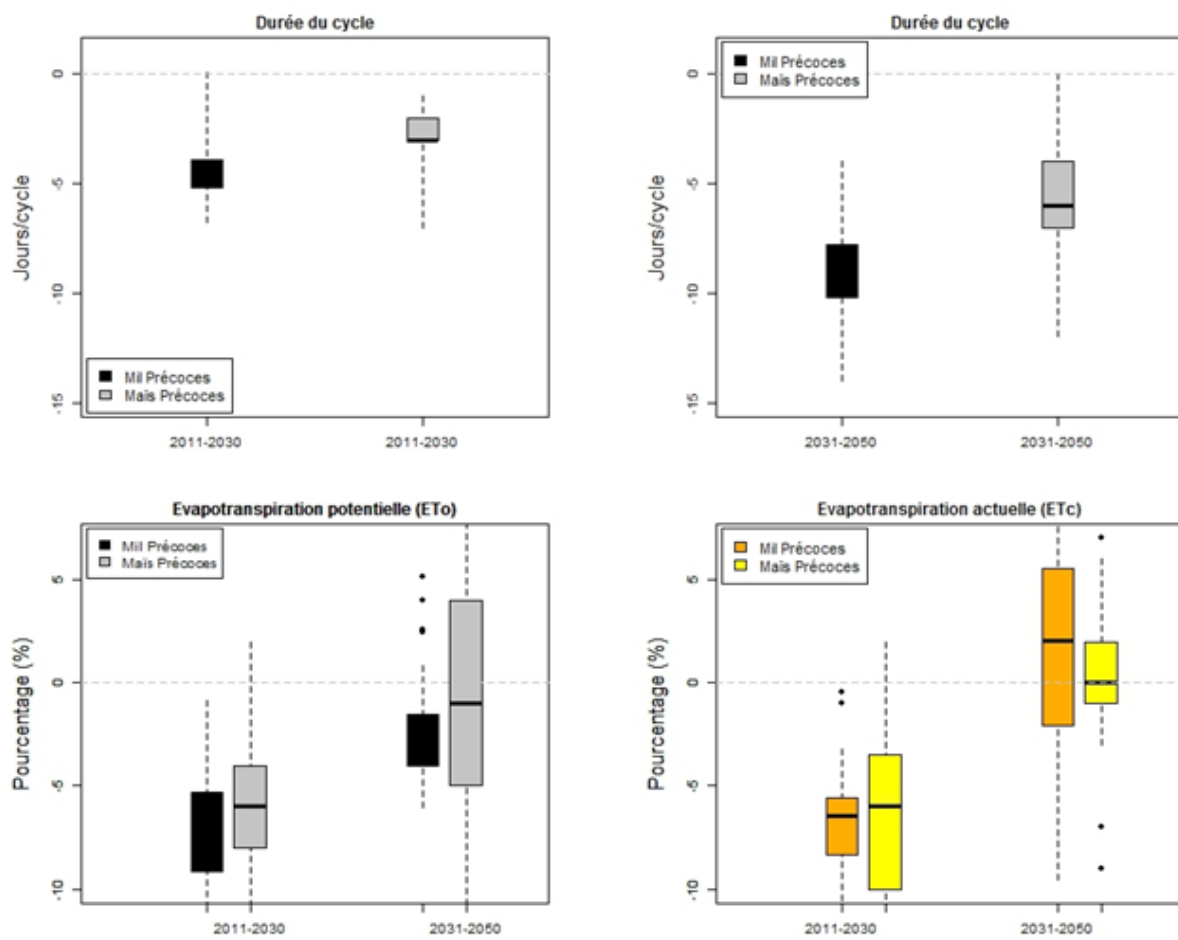 Durée du cycle
Jours/cycle
0
-5
-10
-15
Mil Précoces
Maïs Précoces
2011-2030
2011-2030
Durée du cycle
Jours/cycle
0
-5
-10
-15
Mil Précoces
Maïs Précoces
2031-2050
2031-2050
Evapotranspiration potentielle (ETo)
Pourcentage (%)
5
0
-5
-10
Mil Précoces
Maïs Précoces
2011-2030
2031-2050
Evapotranspiration actuelle (ETc)
Pourcentage (%)
5
0
-5
-10
Mil Précoces
Maïs Précoces
2011-2030
2031-2050